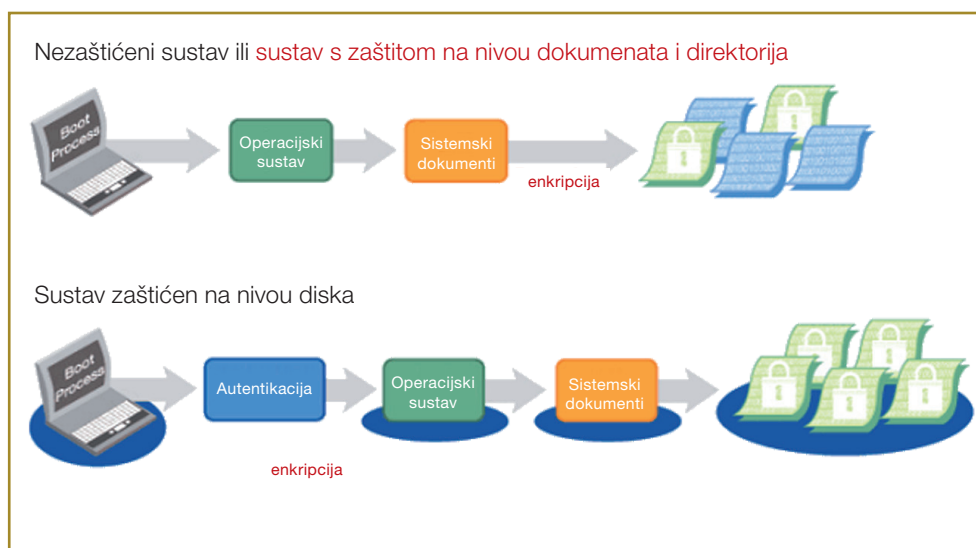 Nezaštićeni sustav ili sustav s zaštitom na nivou dokumenata i direktorija
Boot
Process
Operacijski
sustav
Sistemski
dokumenti
enkripcija
Sustav zaštićen na nivou diska
Boot
Process
Autentikacija
Operacijski
sustav
Sistemski
dokumenti
enkripcija